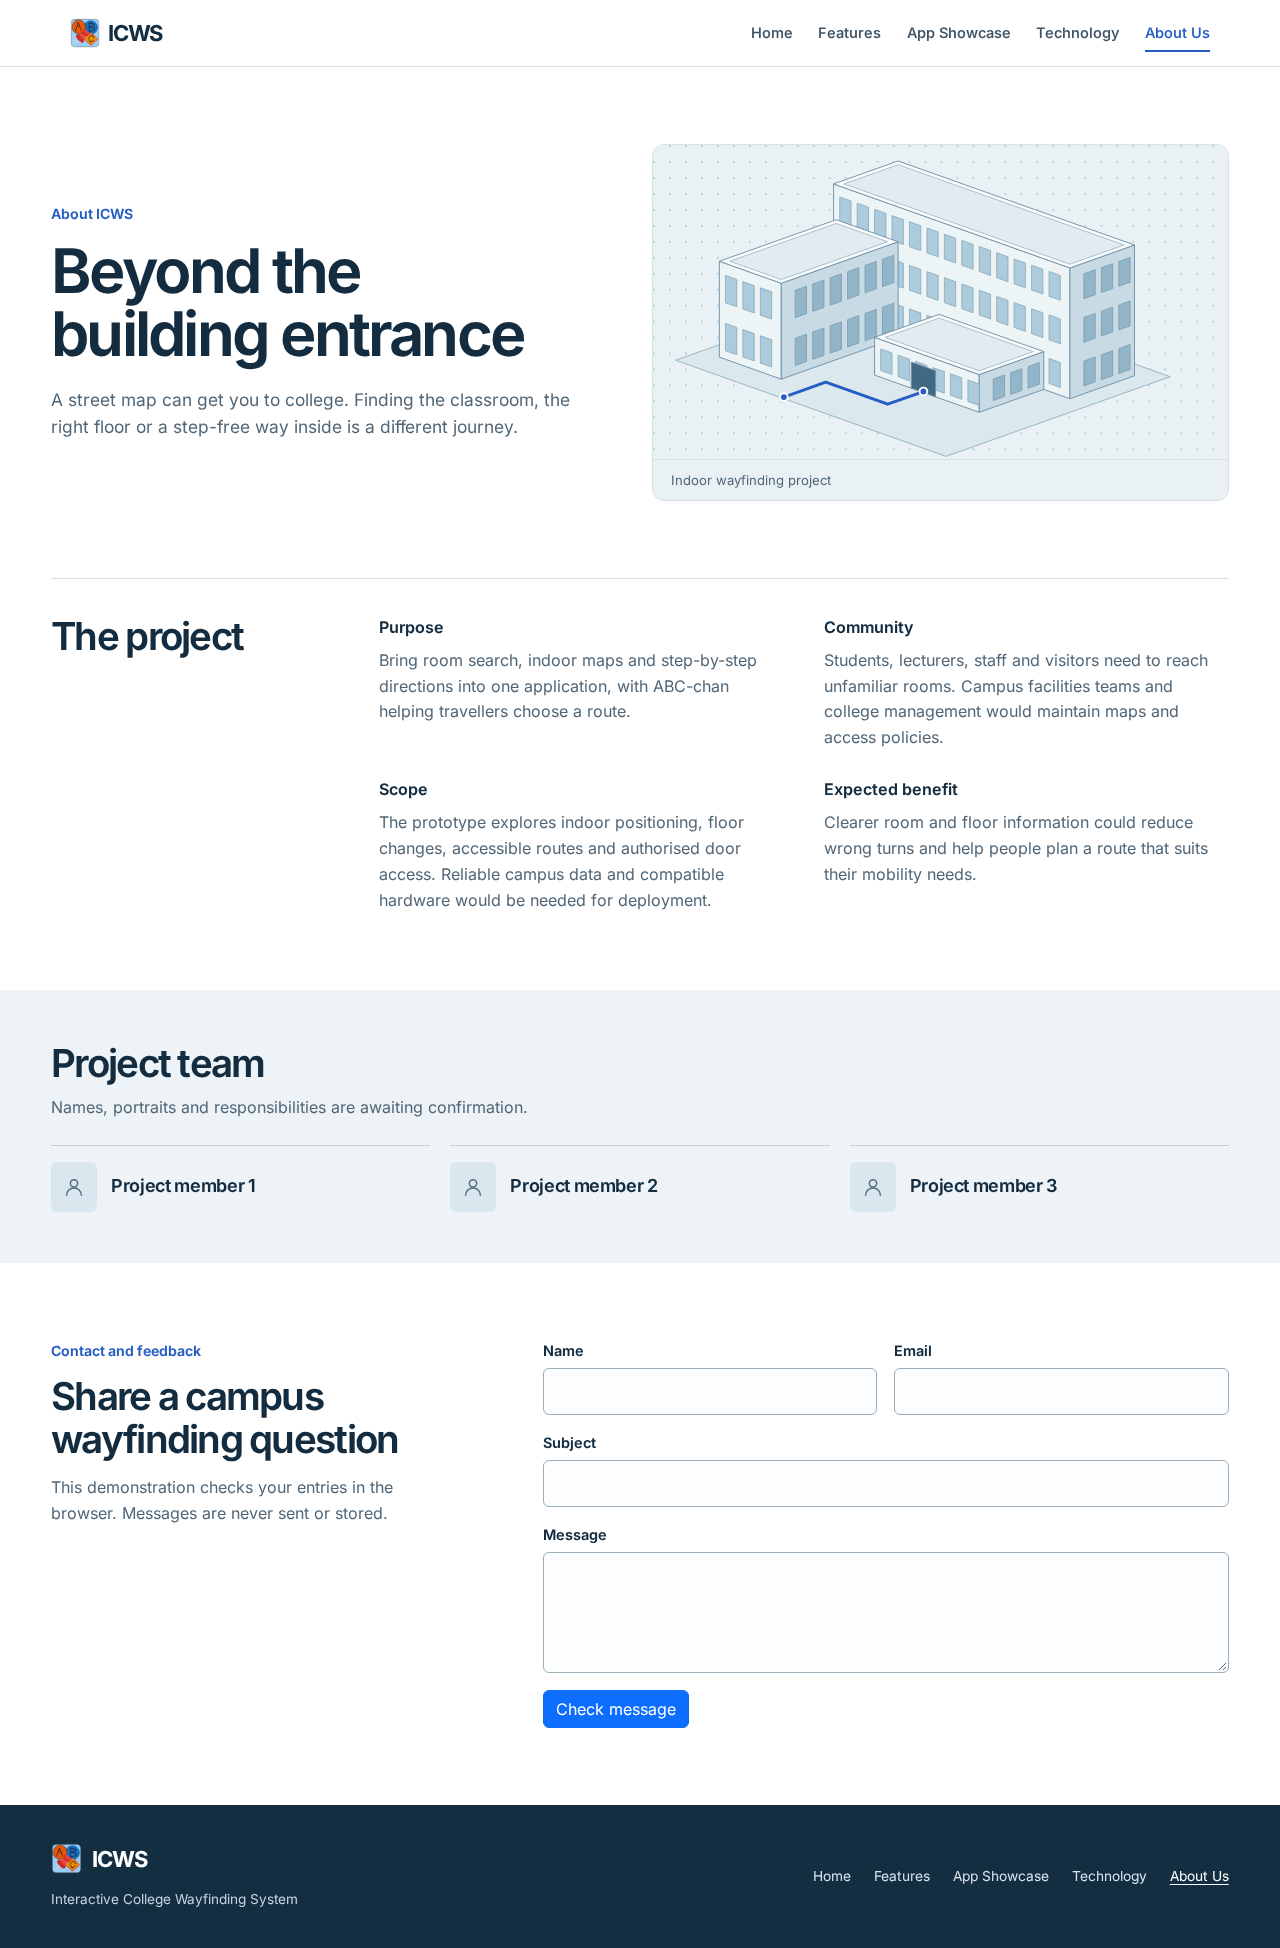 ICWS
Home
Features
App Showcase
Technology
About Us
About ICWS
Beyond the
building entrance
A street map can get you to college. Finding the classroom, the
right floor or a step-free way inside is a different journey.
Indoor wayfinding project
The project
Purpose
Bring room search, indoor maps and step-by-step
directions into one application, with ABC-chan
helping travellers choose a route.
Community
Students, lecturers, staff and visitors need to reach
unfamiliar rooms. Campus facilities teams and
college management would maintain maps and
access policies.
Scope
The prototype explores indoor positioning, floor
changes, accessible routes and authorised door
access. Reliable campus data and compatible
hardware would be needed for deployment.
Expected benefit
Clearer room and floor information could reduce
wrong turns and help people plan a route that suits
their mobility needs.
Project team
Names, portraits and responsibilities are awaiting confirmation.
Project member 1
Project member 2
Project member 3
Contact and feedback
Share a campus
wayfinding question
This demonstration checks your entries in the
browser. Messages are never sent or stored.
Name
Email
Subject
Message
Check message
ICWS
Interactive College Wayfinding System
Home
Features
App Showcase
Technology
About Us